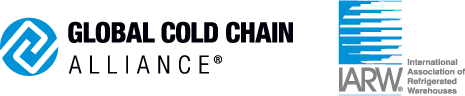 GLOBAL COLD CHAIN
ALLIANCE®
IARW®
International
Association of
Refrigerated
Warehouses